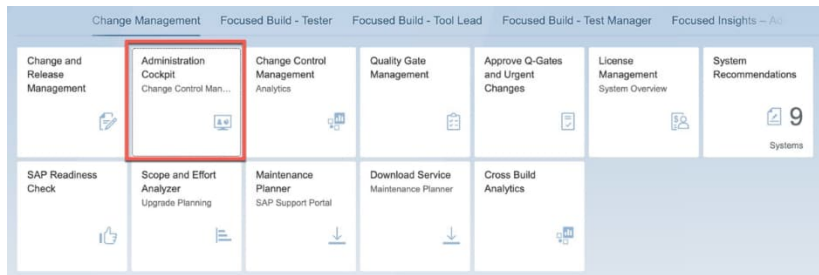 Change Management Focused Build - Tester Focused Build - Tool Lead Focused Build - Test Manager Focused Insights – Ad
Change and
Release
Management
Administration
Cockpit
Change Control Man...
Change Control
Management
Analytics
Quality Gate
Management
Approve Q-Gates
and Urgent
Changes
License
Management
System Overview
System
Recommendations
9
Systems
SAP Readiness
Check
Scope and Effort
Analyzer
Upgrade Planning
Maintenance
Planner
SAP Support Portal
Download Service
Maintenance Planner
Cross Build
Analytics